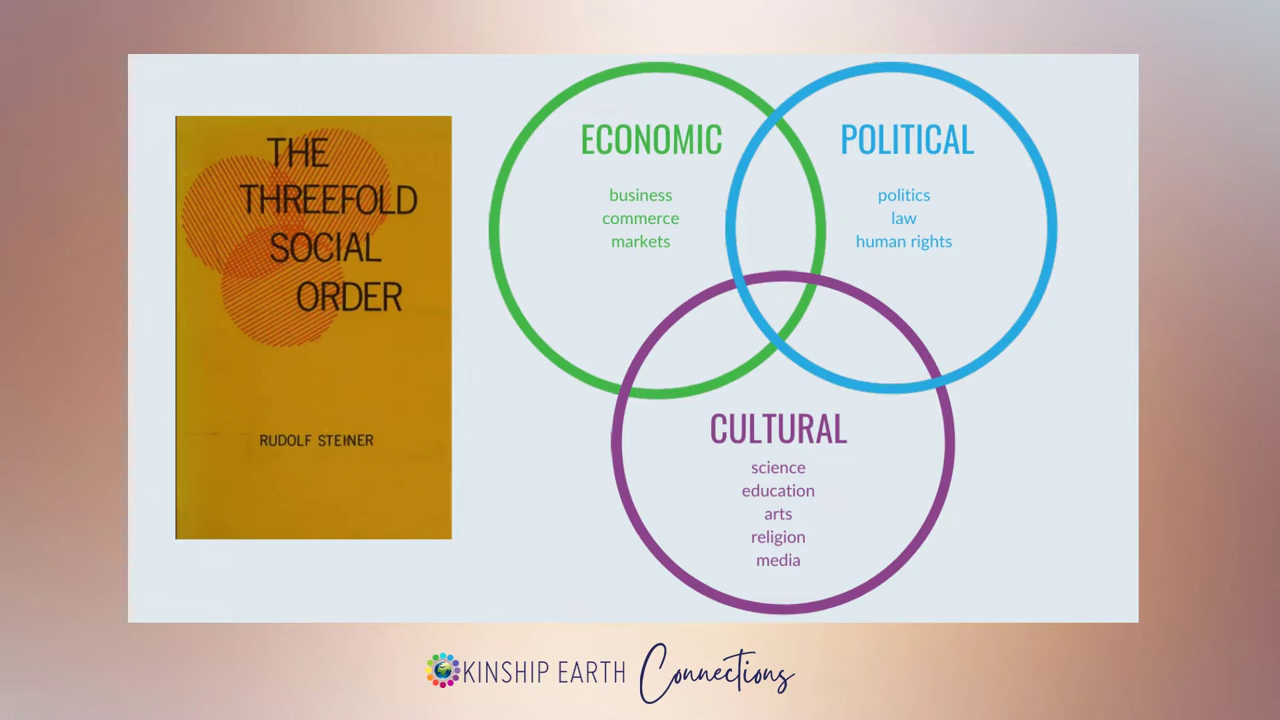 THE
THREEFOLD
SOCIAL
ORDER
RUDOLF STEINER
ECONOMIC
business
commerce
markets
POLITICAL
politics
law
human rights
CULTURAL
science
education
arts
religion
media
KINSHIP EARTH Connections